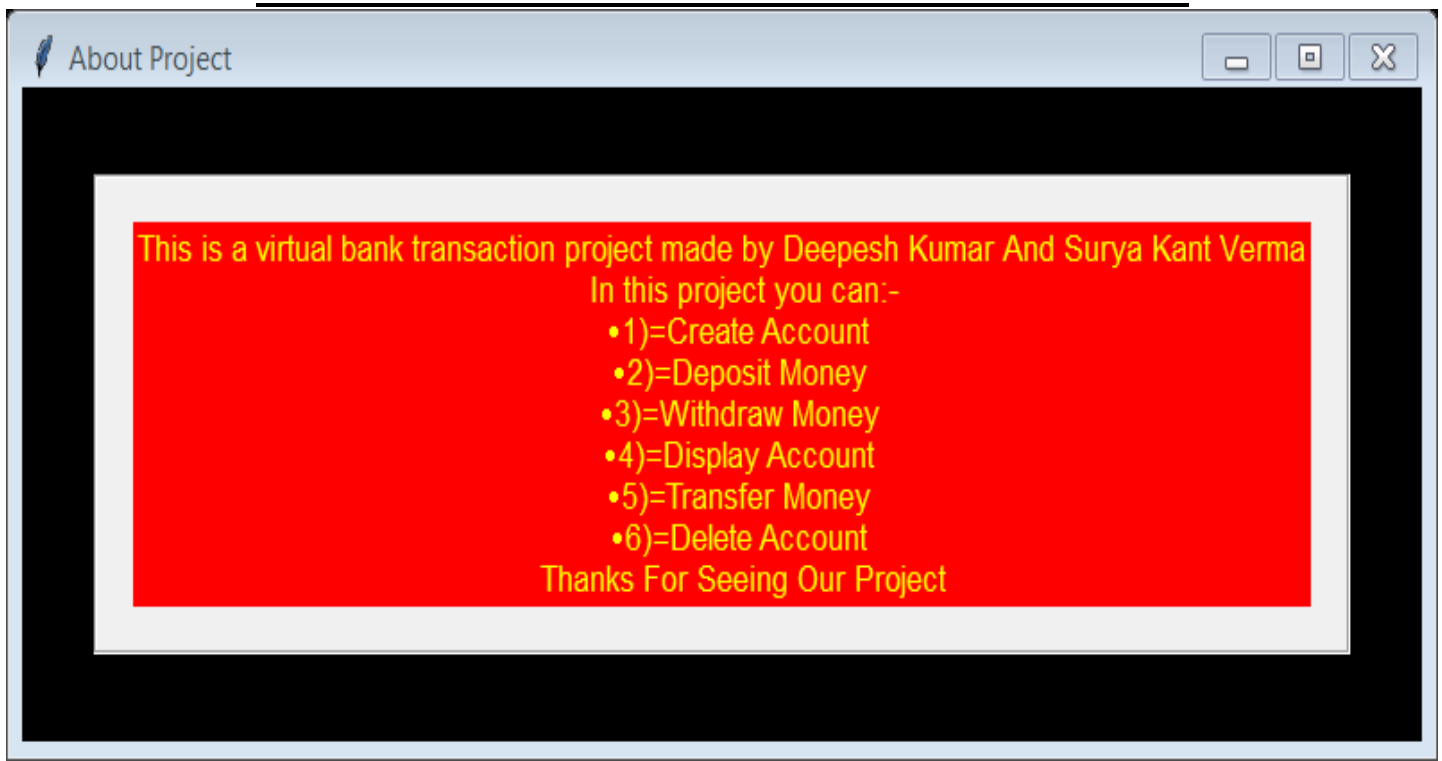 About Project
This is a virtual bank transaction project made by Deepesh Kumar And Surya Kant Verma
In this project you can:-
•1)=Create Account
•2)=Deposit Money
•3)=Withdraw Money
•4)=Display Account
•5)=Transfer Money
•6)=Delete Account
Thanks For Seeing Our Project